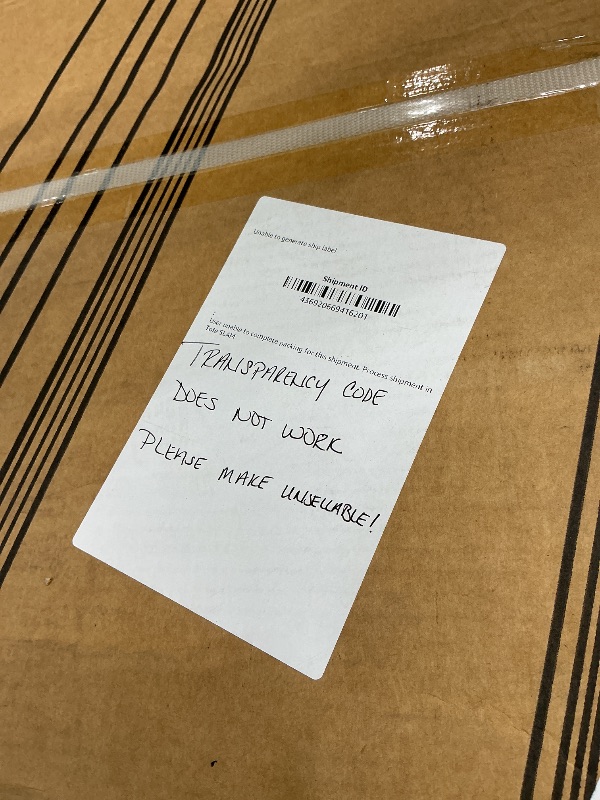 Unable to generate ship label
Shipment ID
436920669416201
:
User unable to complete packing for this shipment. Process shipment in
Tote SLAM
TRANSPARENCY CODE
DOES NOT WORK
PLEASE MAKE UNSELLABLE!